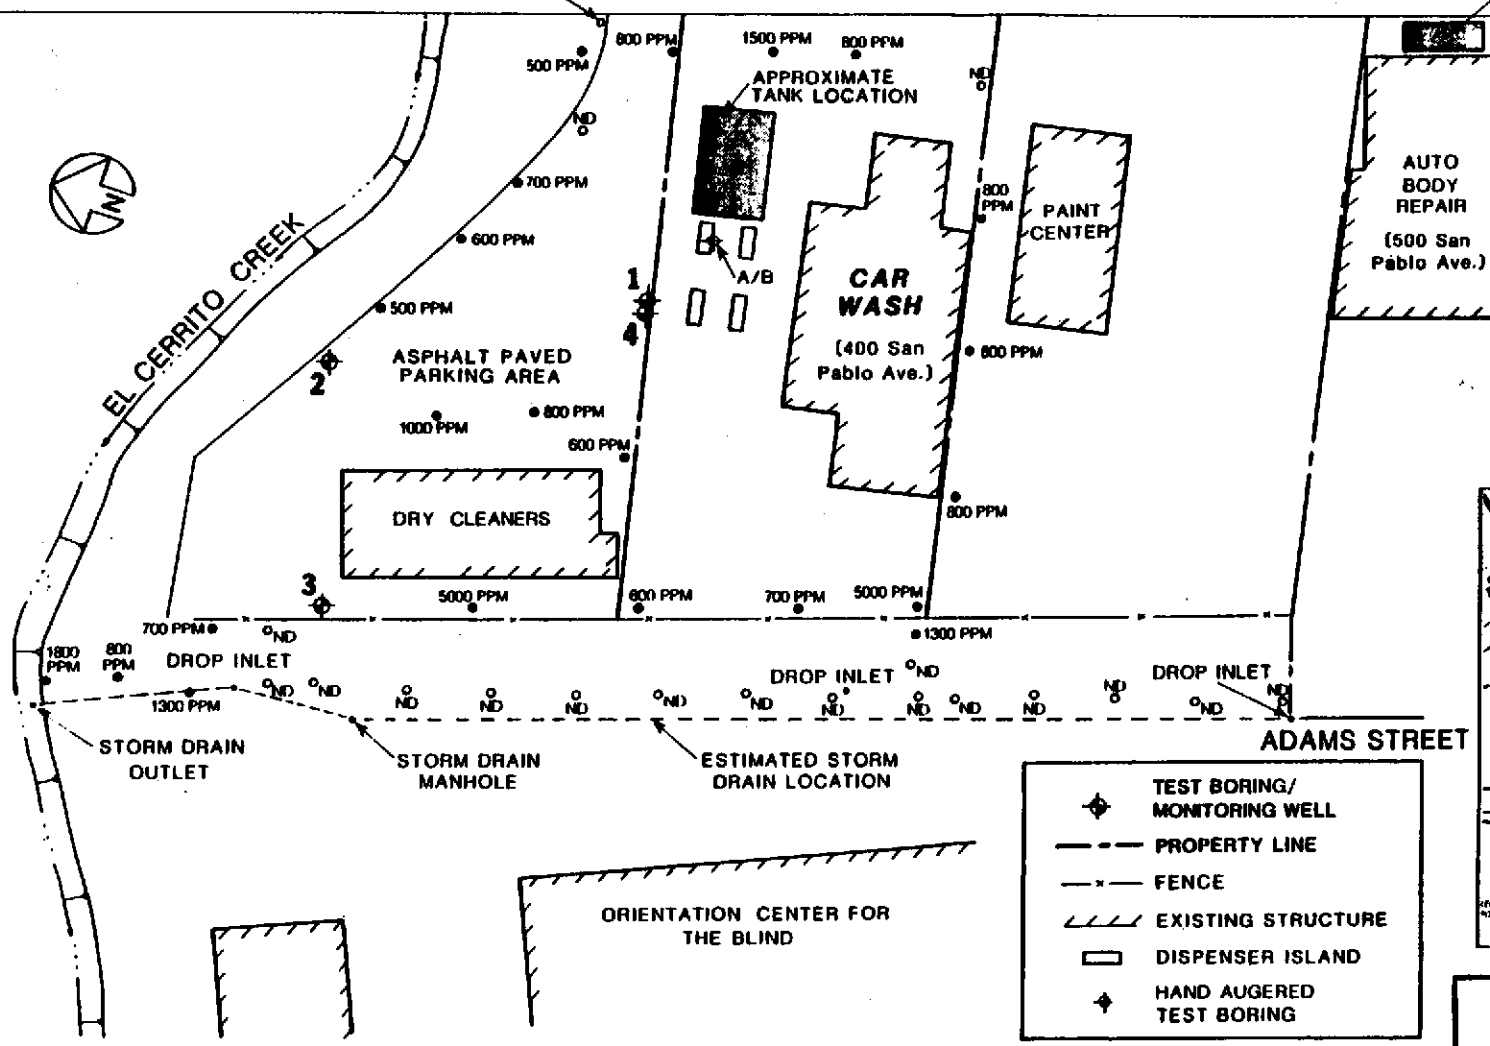 800 PPM
1500 PPM
800 PPM
500 PPM
APPROXIMATE
TANK LOCATION
ND
ND
700 PPM
AUTO
BODY
REPAIR
(500 San
Pablo Ave.)
N
800
PPM
PAINT
CENTER
600 PPM
A/B
EL CERRITO CREEK
1
4
CAR
WASH
(400 San
Pablo Ave.)
500 PPM
2
ASPHALT PAVED
PARKING AREA
1000 PPM
800 PPM
600 PPM
DRY CLEANERS
800 PPM
3
5000 PPM
600 PPM
700 PPM
5000 PPM
700 PPM
ND
1300 PPM
1800
PPM
800
PPM
DROP INLET
DROP INLET
ND
DROP INLET
1300 PPM
ND
ND
ND
ND
ND
ND
ND
ND
ND
ND
ND
ND
ND
ND
ADAMS STREET
STORM DRAIN
OUTLET
STORM DRAIN
MANHOLE
ESTIMATED STORM
DRAIN LOCATION
ORIENTATION CENTER FOR
THE BLIND
TEST BORING/
MONITORING WELL
PROPERTY LINE
FENCE
EXISTING STRUCTURE
DISPENSER ISLAND
HAND AUGERED
TEST BORING